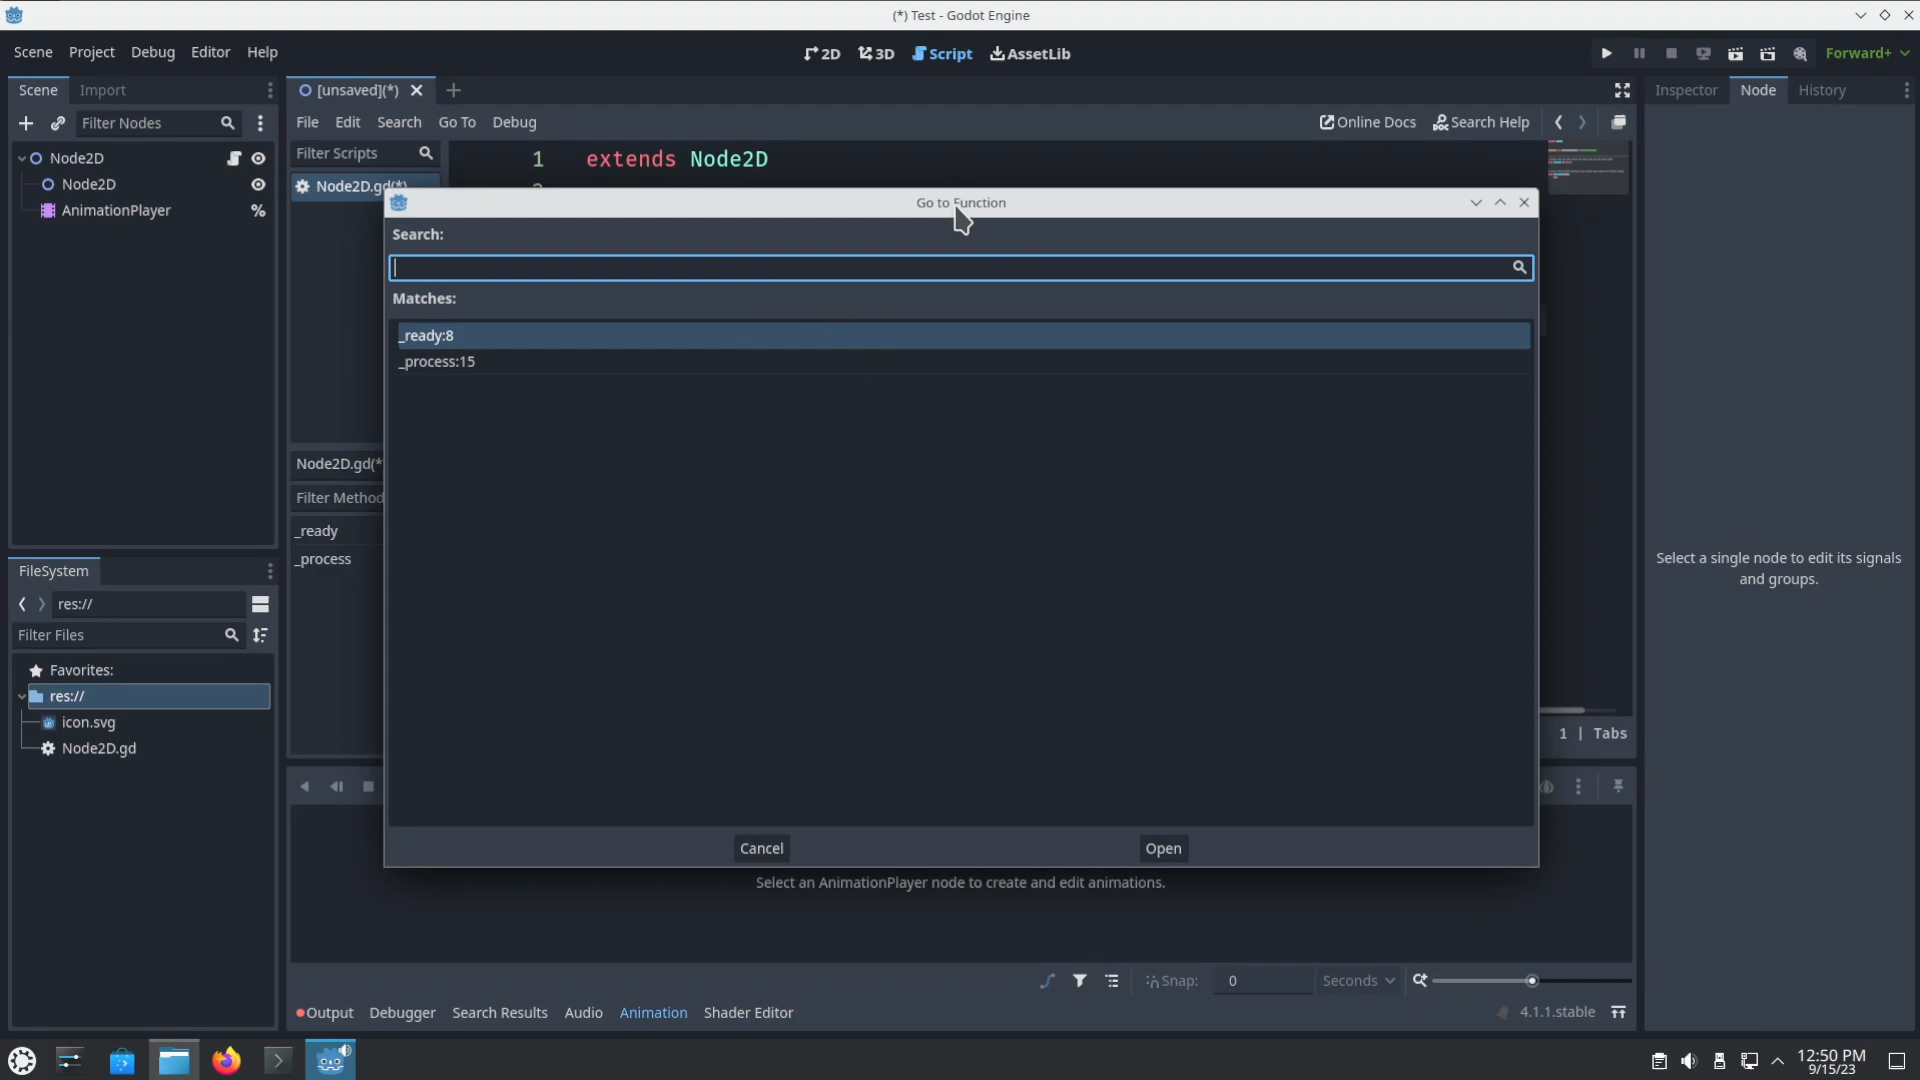 (*) Test - Godot Engine
Scene Project Debug Editor Help
2D 3D Script AssetLib
Forward+
Scene Import
[unsaved](*)
Inspector Node History
Filter Nodes
File Edit Search Go To Debug
Online Docs Search Help
Filter Scripts
1 extends Node2D
Node2D
Node2D
AnimationPlayer
Node2D.gd(*)
Go to Function
Search:
Matches:
_ready:8
_process:15
Node2D.gd(*
Filter Method
_ready
_process
Cancel Open
1 | Tabs
Select a single node to edit its signals
and groups.
FileSystem
res://
Filter Files
Favorites:
res://
icon.svg
Node2D.gd
Select an AnimationPlayer node to create and edit animations.
Snap: 0 Seconds
Output Debugger Search Results Audio Animation Shader Editor
4.1.1.stable
12:50 PM
9/15/23